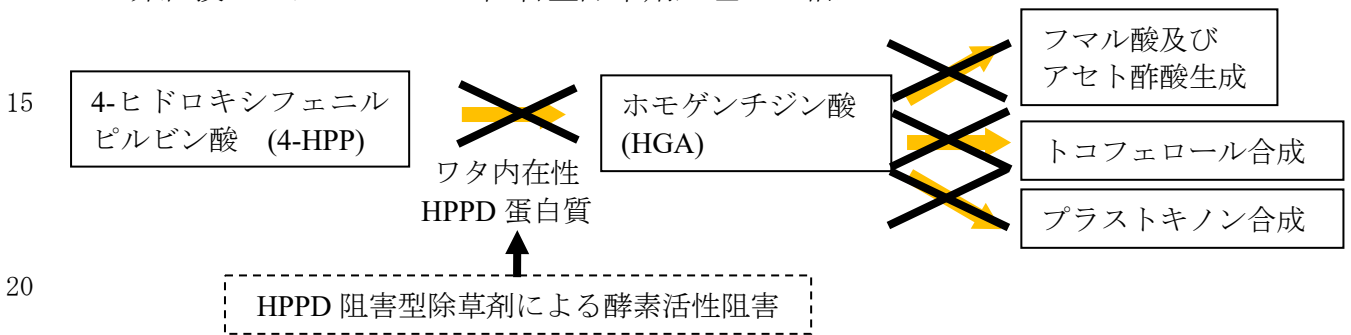 フマル酸及び
アセト酢酸生成
15
4-ヒドロキシフェニル
ピルビン酸 (4-HPP)
ホモゲンチジン酸
(HGA)
トコフェロール合成
ワタ内在性
HPPD 蛋白質
プラストキノン合成
20
HPPD 阻害型除草剤による酵素活性阻害